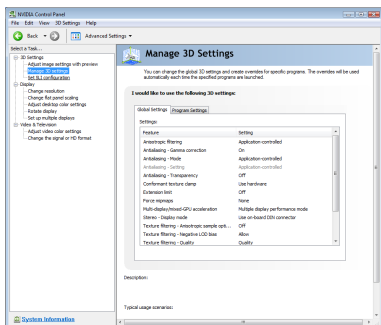 NVIDIA Control Panel
File Edit View 3D Settings Help
Back Advanced Settings
Select a Task...
3D Settings
Adjust image settings with preview
Manage 3D settings
Set SLI configuration
Display
Change resolution
Change flat panel scaling
Adjust desktop color settings
Rotate display
Set up multiple displays
Video & Television
Adjust video color settings
Change the signal or HD format
System Information
Manage 3D Settings
You can change the global 3D settings and create overrides for specific programs. The overrides will be used
automatically each time the specified programs are launched.
I would like to use the following 3D settings:
Global Settings Program Settings
Settings:
Feature Setting
Anisotropic filtering Application-controlled
Antialiasing - Gamma correction On
Antialiasing - Mode Application-controlled
Antialiasing - Setting Application-controlled
Antialiasing - Transparency Off
Conformant texture clamp Use hardware
Extension limit Off
Force mipmaps None
Multi-display/mixed-GPU acceleration Multiple display performance mode
Stereo - Display mode Use on-board DIN connector
Texture filtering - Anisotropic sample opti... Off
Texture filtering - Negative LOD bias Allow
Texture filtering - Quality Quality
Description:
Typical usage scenarios: